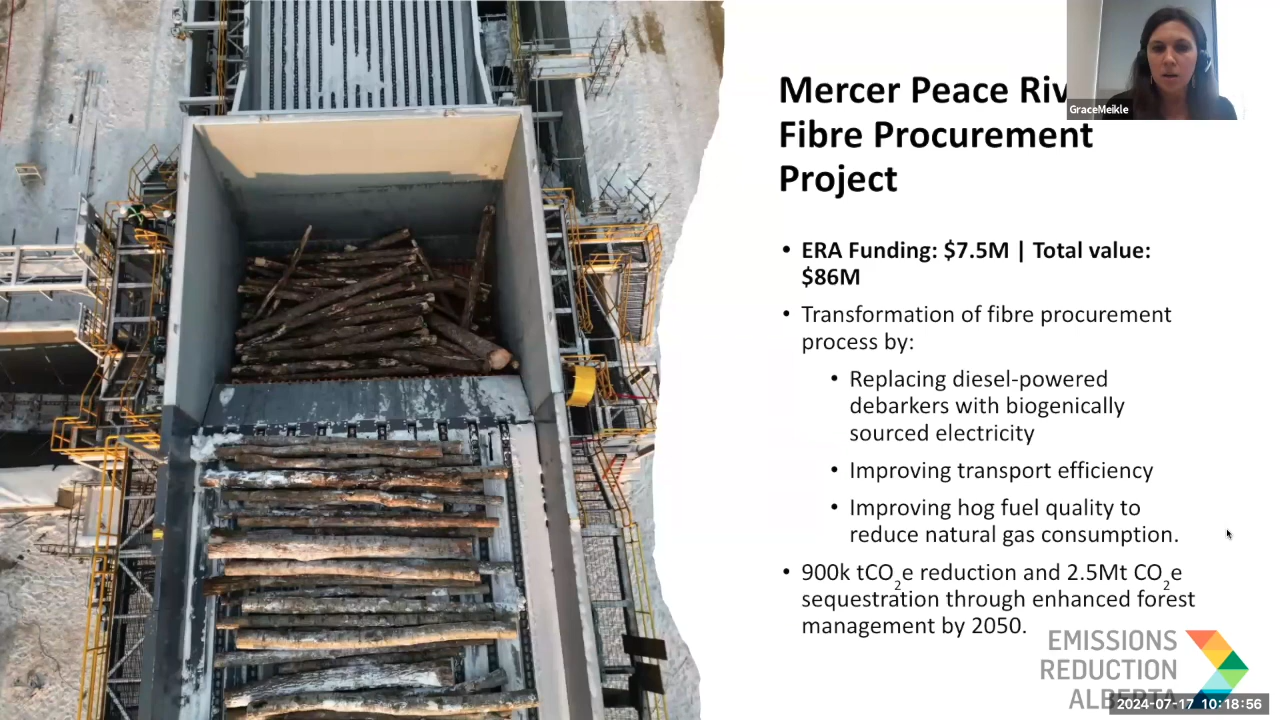 Mercer Peace Riv
GraceMeikle
Fibre Procurement
Project
• ERA Funding: $7.5M | Total value:
$86M
• Transformation of fibre procurement
process by:
• Replacing diesel-powered
debarkers with biogenically
sourced electricity
• Improving transport efficiency
• Improving hog fuel quality to
reduce natural gas consumption.
• 900k tCO2e reduction and 2.5Mt CO2e
sequestration through enhanced forest
management by 2050.
EMISSIONS
REDUCTION
ALBERTA
2024-07-17 10:18:56